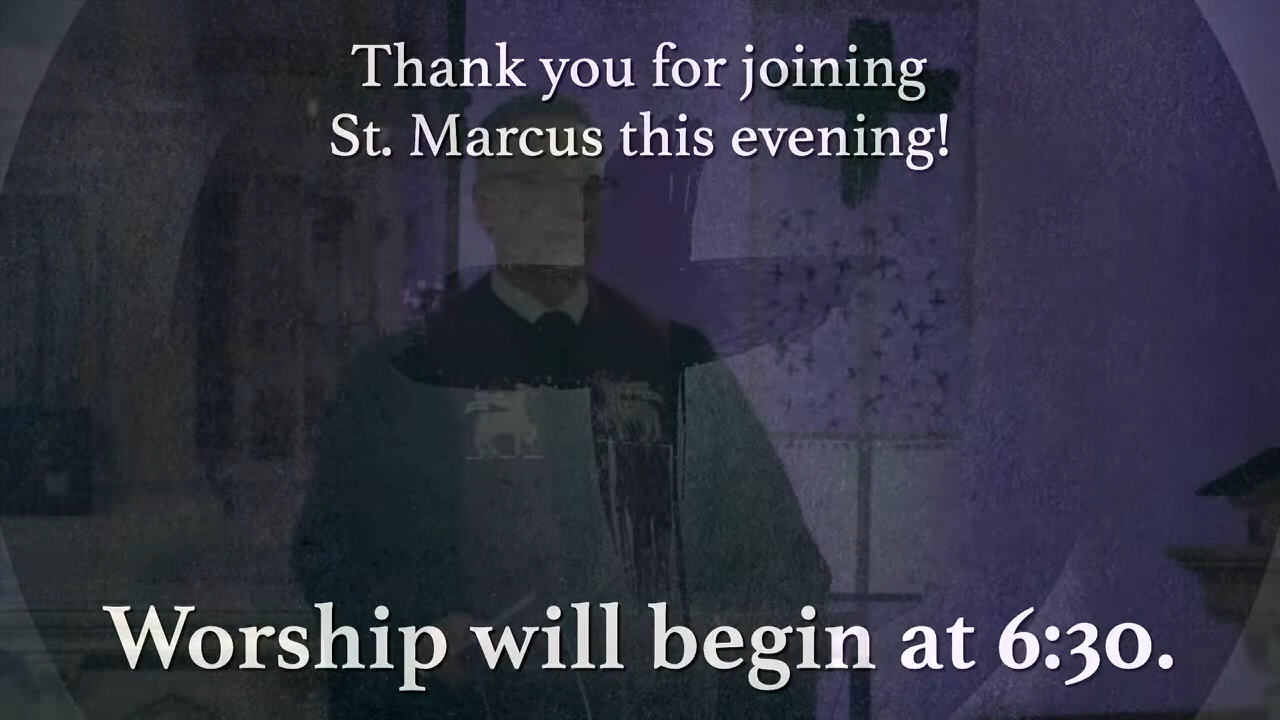 Thank you for joining
St. Marcus this evening!
Worship will begin at 6:30.